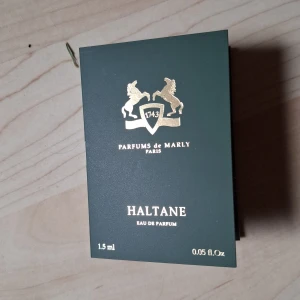 1743
PARFUMS de MARLY
PARIS
HALTANE
EAU DE PARFUM
1.5 ml 0.05 fl.Oz